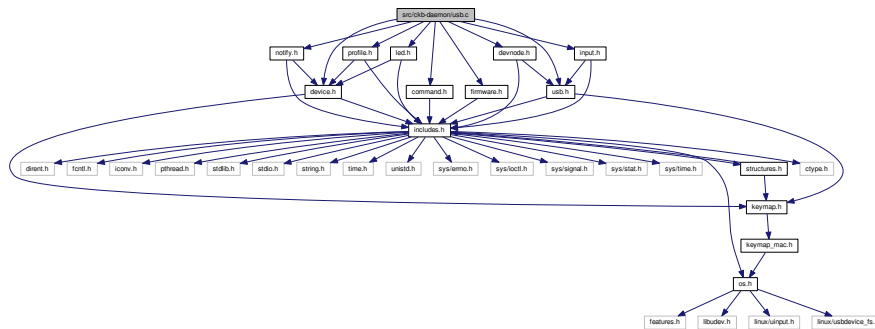 src/ckb-daemon/usb.c
notify.h
profile.h
led.h
devnode.h
input.h
device.h
command.h
firmware.h
usb.h
includes.h
dirent.h
fcntl.h
iconv.h
pthread.h
stdlib.h
stdio.h
string.h
time.h
unistd.h
sys/errno.h
sys/ioctl.h
sys/signal.h
sys/stat.h
sys/time.h
structures.h
ctype.h
keymap.h
keymap_mac.h
os.h
features.h
libudev.h
linux/uinput.h
linux/usbdevice_fs.